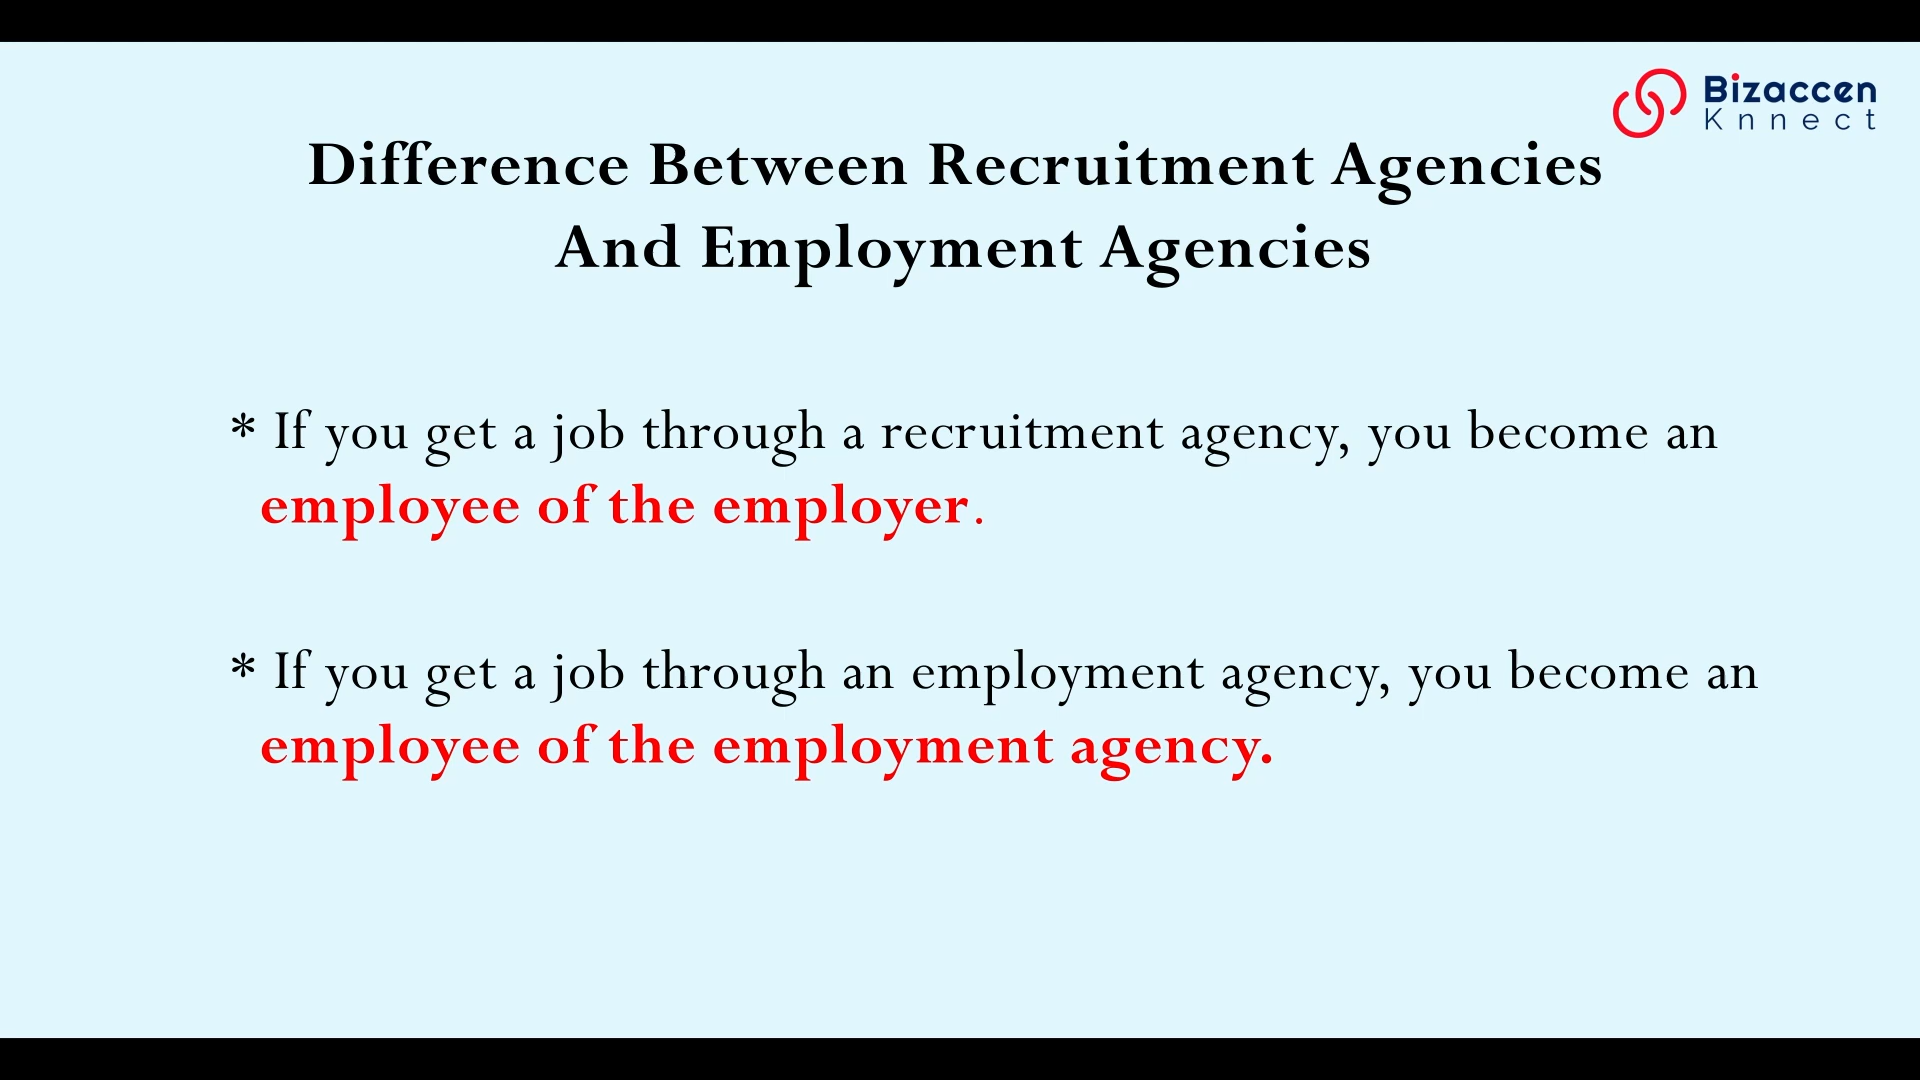 Bizaccen
Knnect
Difference Between Recruitment Agencies
And Employment Agencies
* If you get a job through a recruitment agency, you become an
employee of the employer.
* If you get a job through an employment agency, you become an
employee of the employment agency.